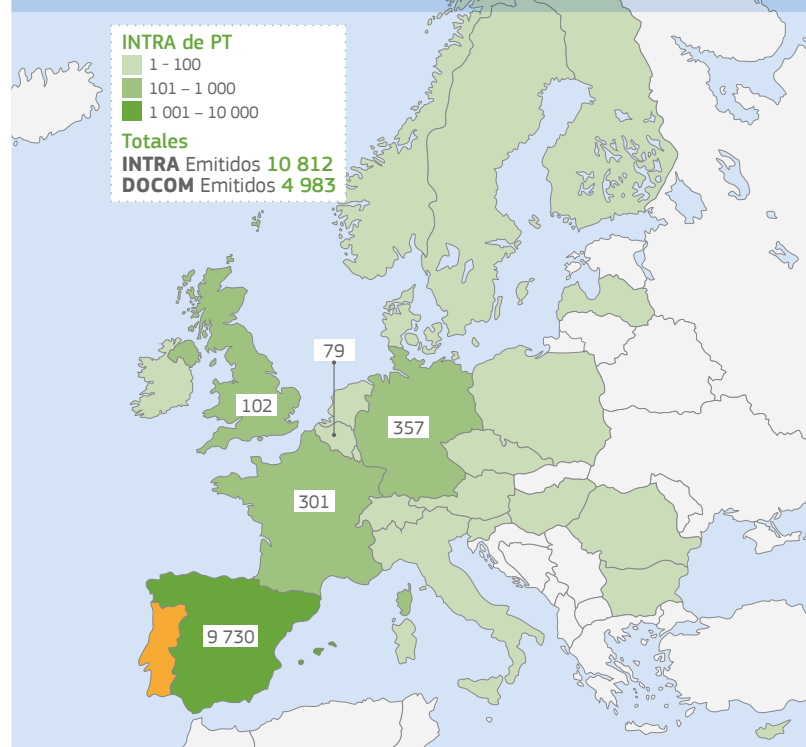 INTRA de PT
1 - 100
101 – 1 000
1 001 – 10 000
Totales
INTRA Emitidos 10 812
DOCOM Emitidos 4 983
79
102
357
301
9 730